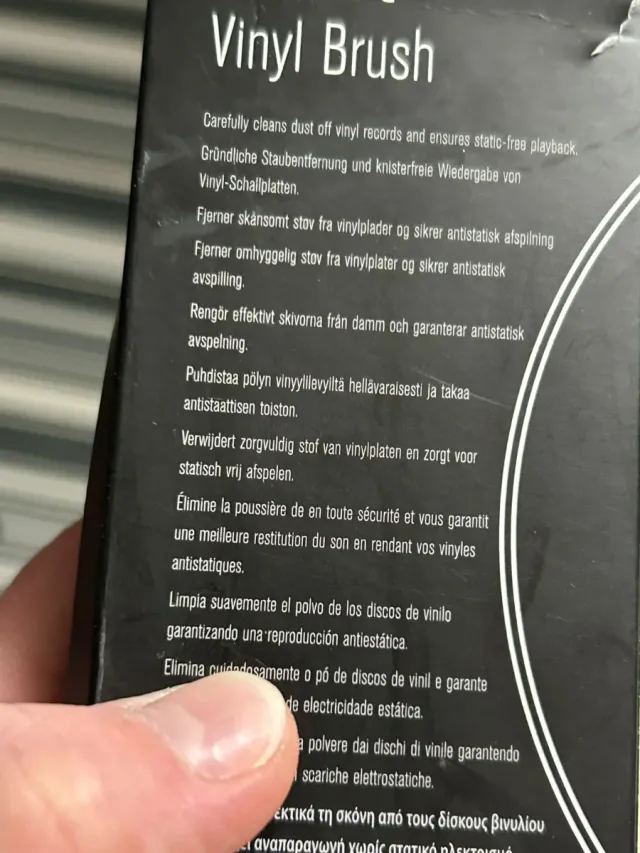 Vinyl Brush
Carefully cleans dust off vinyl records and ensures static-free playback.
Gründliche Staubentfernung und knisterfreie Wiedergabe von
Vinyl-Schallplatten.
Fjerner skånsomt støv fra vinylplader og sikrer antistatisk afspilning
Fjerner omhyggelig støv fra vinylplater og sikrer antistatisk
avspilling.
Rengör effektivt skivorna från damm och garanterar antistatisk
avspelning.
Puhdistaa pölyn vinyylilevyiltä hellävaraisesti ja takaa
antistaattisen toiston.
Verwijdert zorgvuldig stof van vinylplaten en zorgt voor
statisch vrij afspelen.
Élimine la poussière de en toute sécurité et vous garantit
une meilleure restitution du son en rendant vos vinyles
antistatiques.
Limpia suavemente el polvo de los discos de vinilo
garantizando una reproducción antiestática.
Elimina cuidadosamente o pó de discos de vinil e garante
de electricidade estática.
polvere dai dischi di vinile garantendo
scariche elettrostatiche.
τη σκόνη από τους δίσκους βινυλίου
αναπαραγωγή χωρίς στατικό ηλεκτρισμό